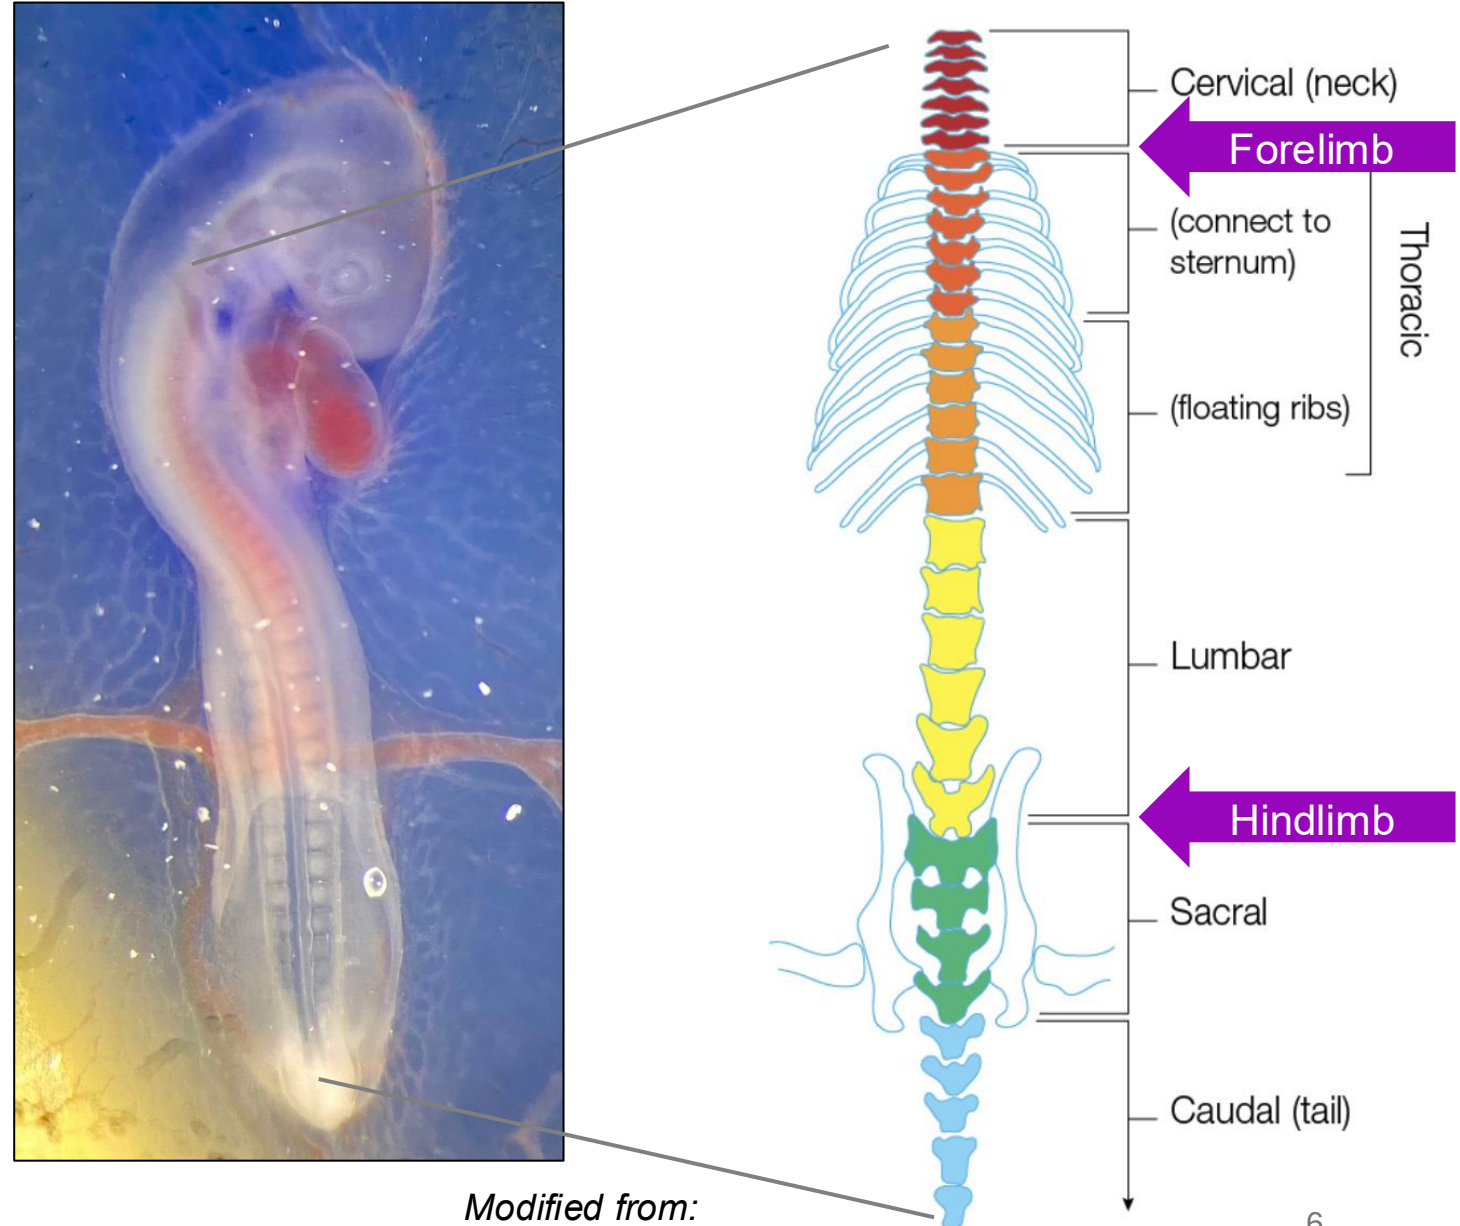 Cervical (neck)
Forelimb
(connect to
sternum)
Thoracic
(floating ribs)
Lumbar
Hindlimb
Sacral
Caudal (tail)
Modified from:
6